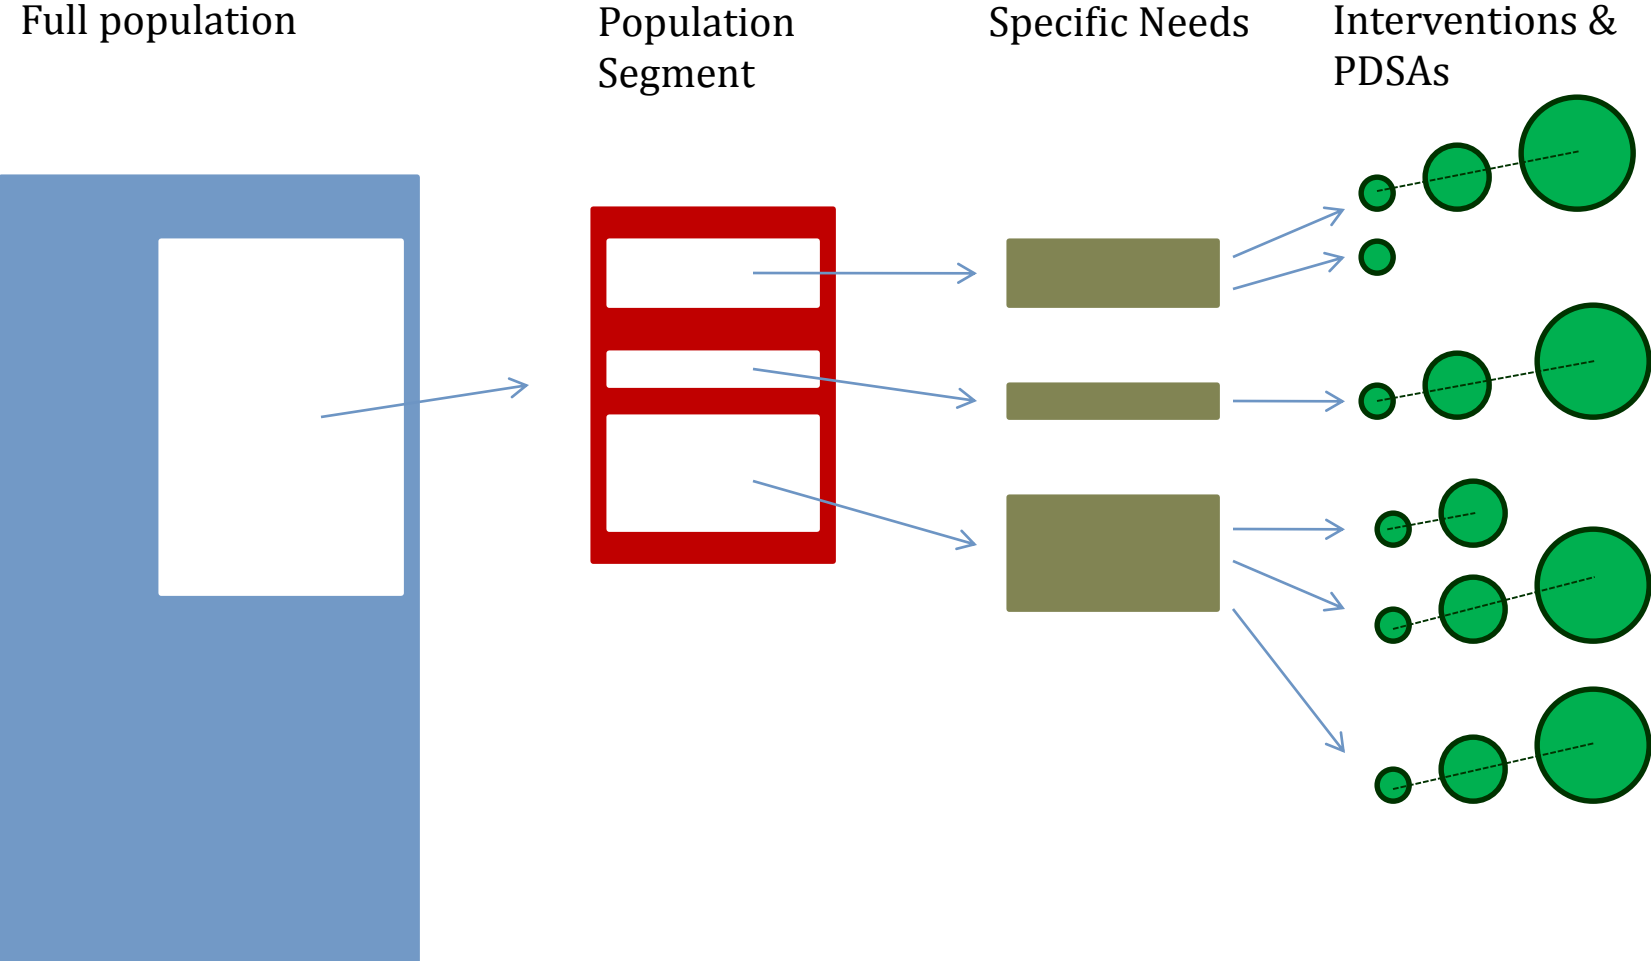 Full population
Population
Segment
Specific Needs
Interventions &
PDSAs